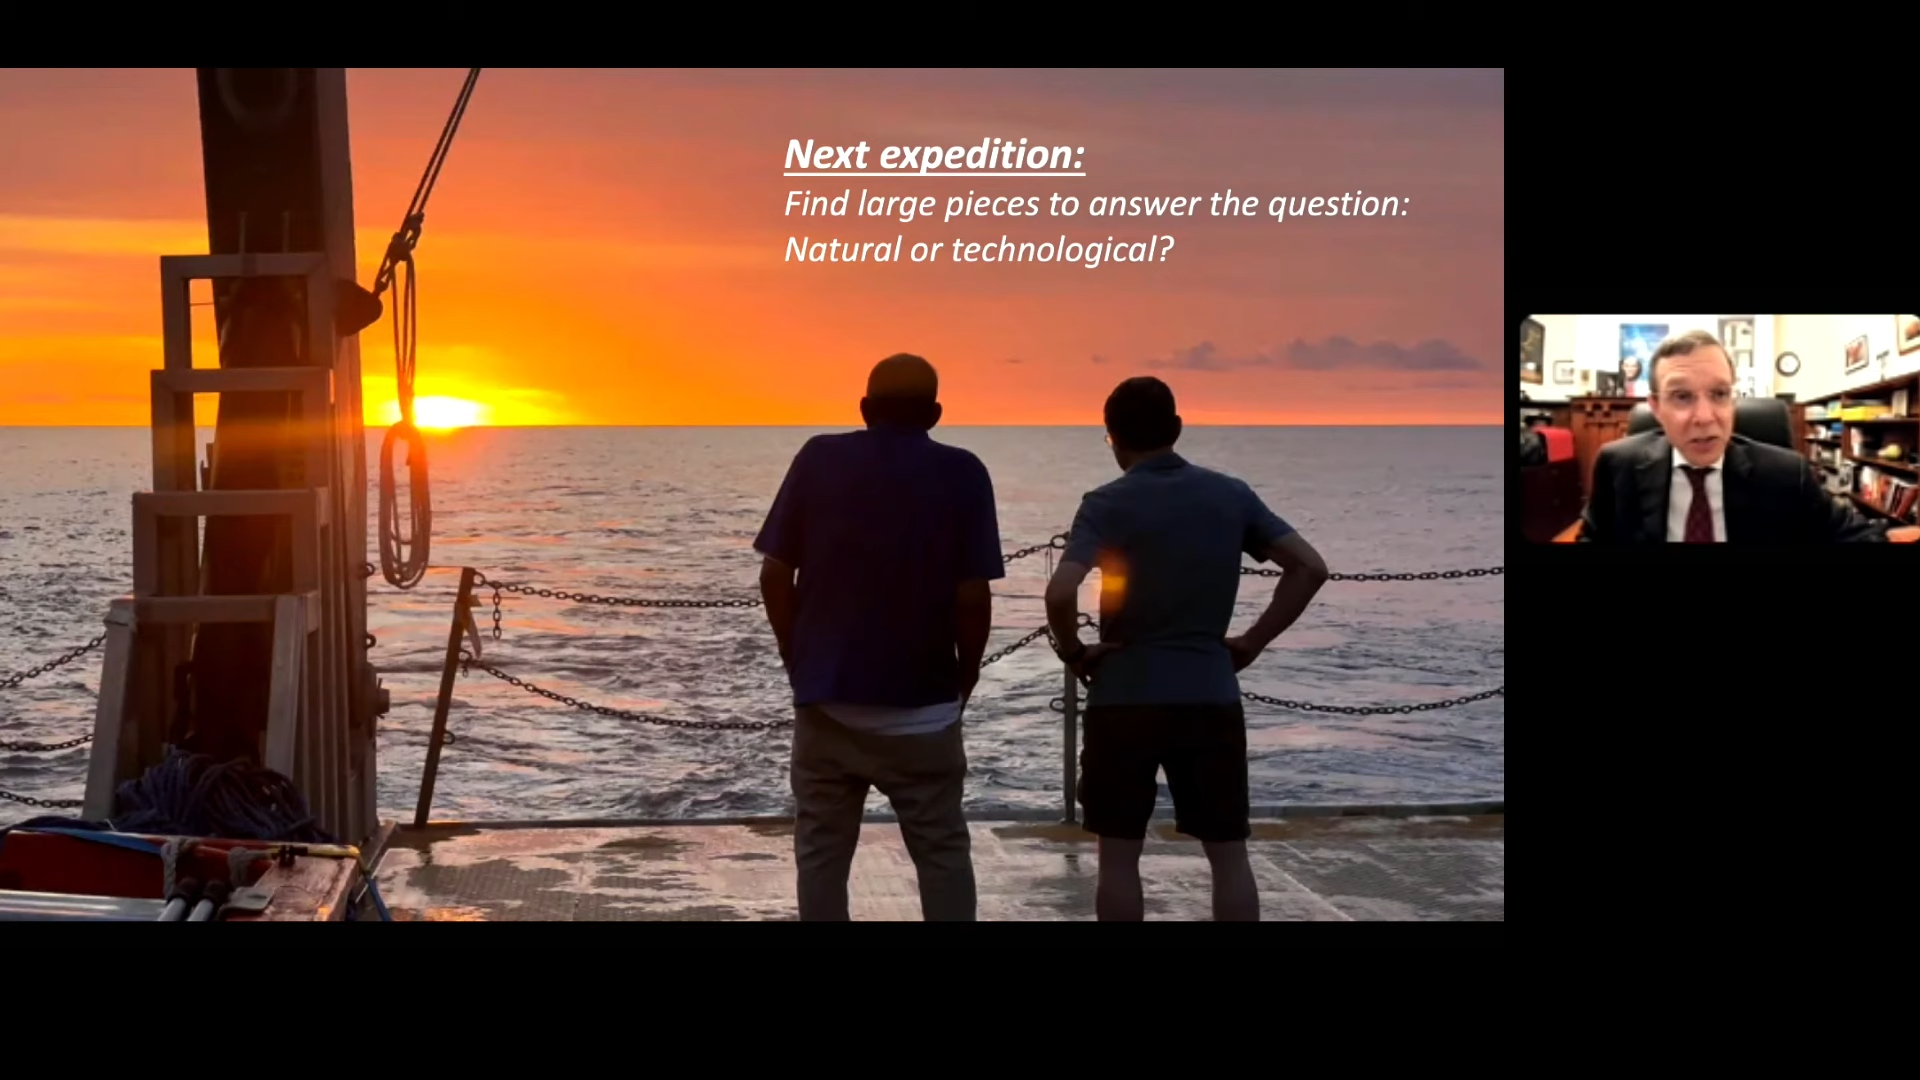 Next expedition:
Find large pieces to answer the question:
Natural or technological?